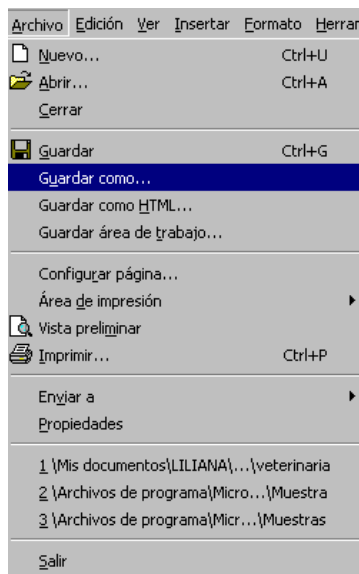 Archivo Edición Ver Insertar Formato Herrar
Nuevo... Ctrl+U
Abrir... Ctrl+A
Cerrar
Guardar Ctrl+G
Guardar como...
Guardar como HTML...
Guardar área de trabajo...
Configurar página...
Área de impresión
Vista preliminar
Imprimir... Ctrl+P
Enviar a
Propiedades
1 \Mis documentos\LILIANA\...\veterinaria
2 \Archivos de programa\Micro...\Muestra
3 \Archivos de programa\Micr...\Muestras
Salir